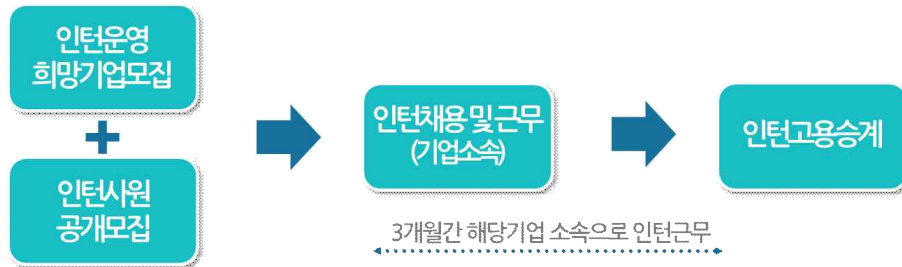 인턴운영
희망기업모집
+
인턴사원
공개모집
인턴채용 및 근무
(기업소속)
3개월간 해당기업 소속으로 인턴근무
인턴고용승계